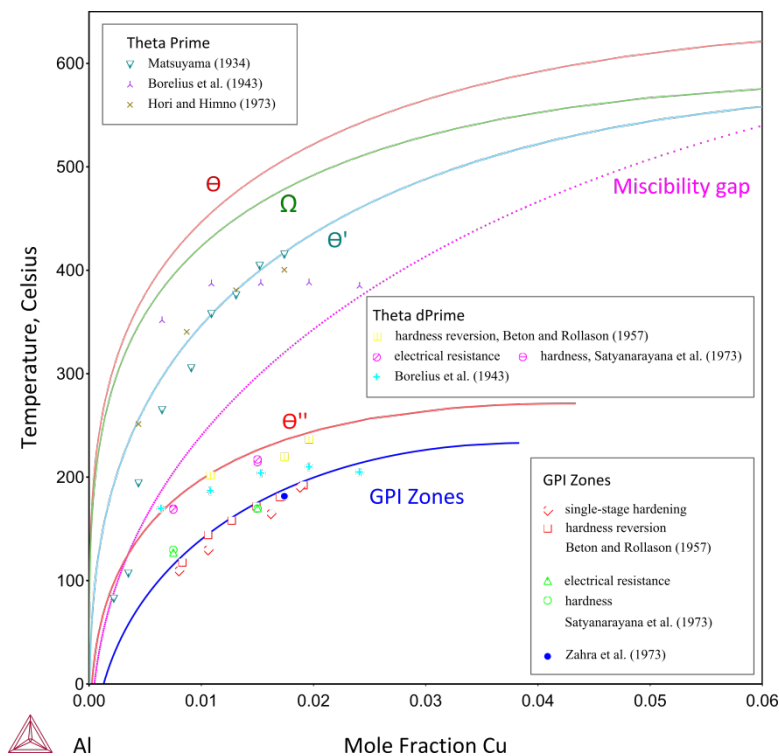 Theta Prime
Matsuyama (1934)
Borelius et al. (1943)
Hori and Himno (1973)
Θ
Ω
Θ'
Miscibility gap
Theta dPrime
hardness reversion, Beton and Rollason (1957)
electrical resistance hardness, Satyanarayana et al. (1973)
Borelius et al. (1943)
Θ''
GPI Zones
GPI Zones
single-stage hardening
hardness reversion
Beton and Rollason (1957)
electrical resistance
hardness
Satyanarayana et al. (1973)
Zahra et al. (1973)
Temperature, Celsius
600
500
400
300
200
100
0
0.00 0.01 0.02 0.03 0.04 0.05 0.06
Al Mole Fraction Cu